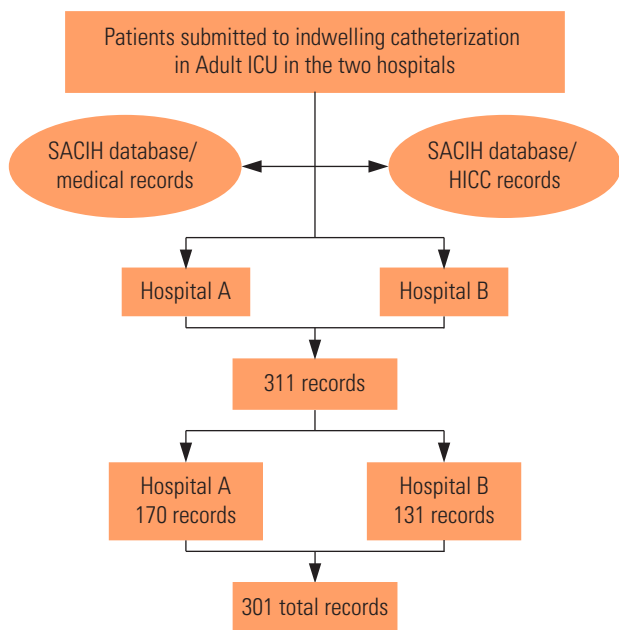 Patients submitted to indwelling catheterization
in Adult ICU in the two hospitals
SACIH database/
medical records
SACIH database/
HICC records
Hospital A
Hospital B
311 records
Hospital A
170 records
Hospital B
131 records
301 total records